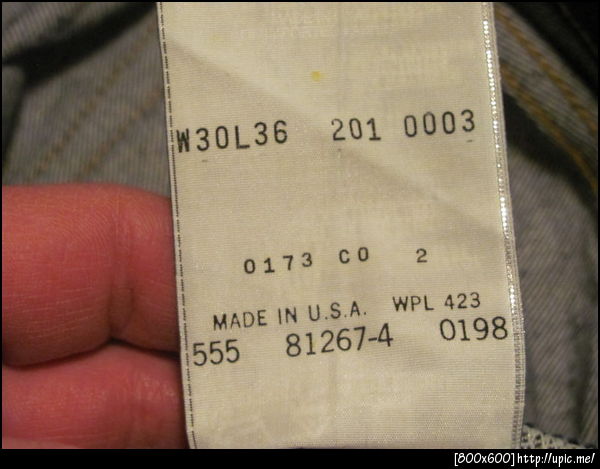 W30L36 201 0003
0173 CO 2
MADE IN U.S.A. WPL 423
555 81267-4 0198
[800x600]http://upic.me/